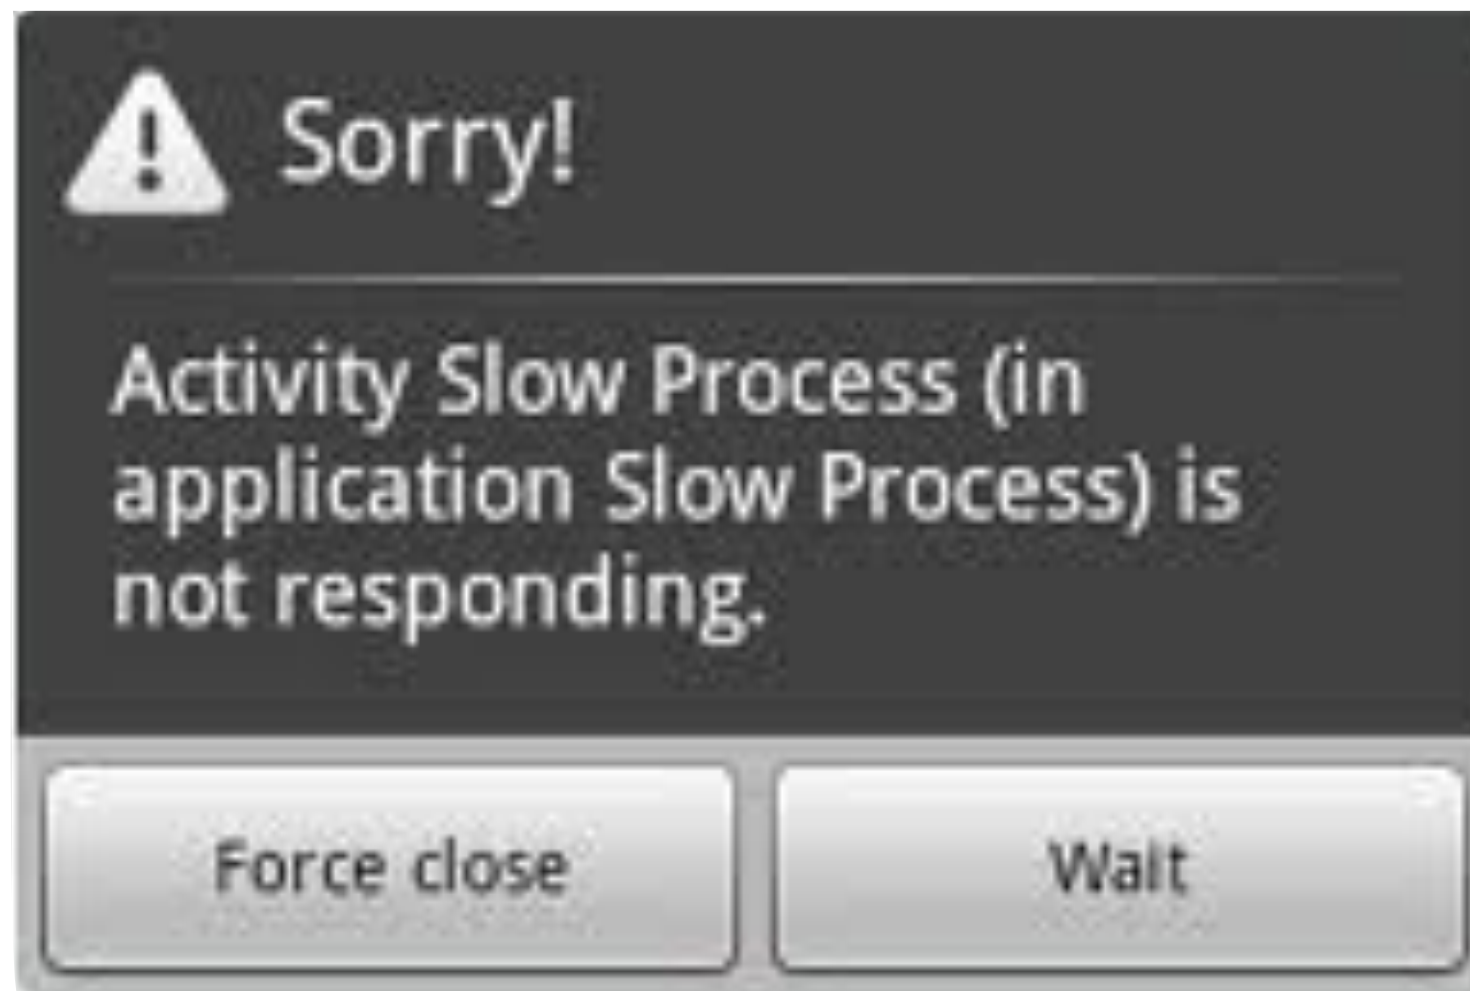 Sorry!
Activity Slow Process (in
application Slow Process) is
not responding.
Force close
Wait